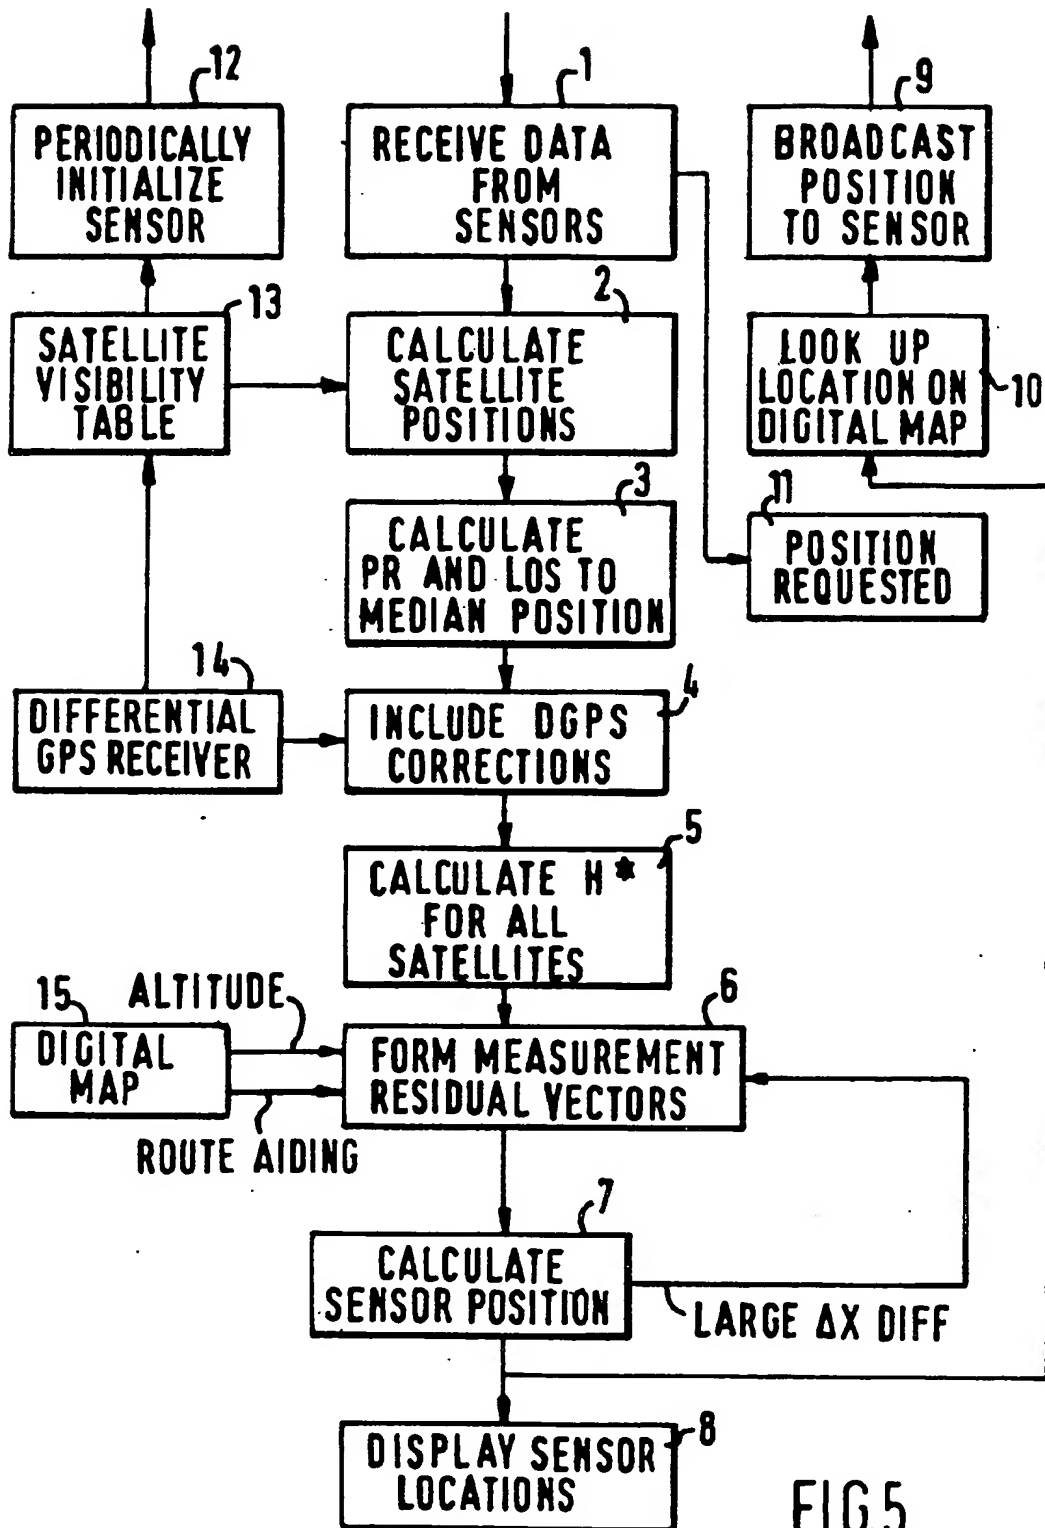 12
PERIODICALLY
INITIALIZE
SENSOR
1
RECEIVE DATA
FROM
SENSORS
9
BROADCAST
POSITION
TO SENSOR
13
SATELLITE
VISIBILITY
TABLE
2
CALCULATE
SATELLITE
POSITIONS
LOOK UP
LOCATION ON
DIGITAL MAP
10
3
CALCULATE
PR AND LOS TO
MEDIAN POSITION
11
POSITION
REQUESTED
14
DIFFERENTIAL
GPS RECEIVER
4
INCLUDE DGPS
CORRECTIONS
5
CALCULATE H*
FOR ALL
SATELLITES
15
DIGITAL
MAP
ALTITUDE
ROUTE AIDING
6
FORM MEASUREMENT
RESIDUAL VECTORS
7
CALCULATE
SENSOR POSITION
LARGE ΔX DIFF
8
DISPLAY SENSOR
LOCATIONS
FIG.5